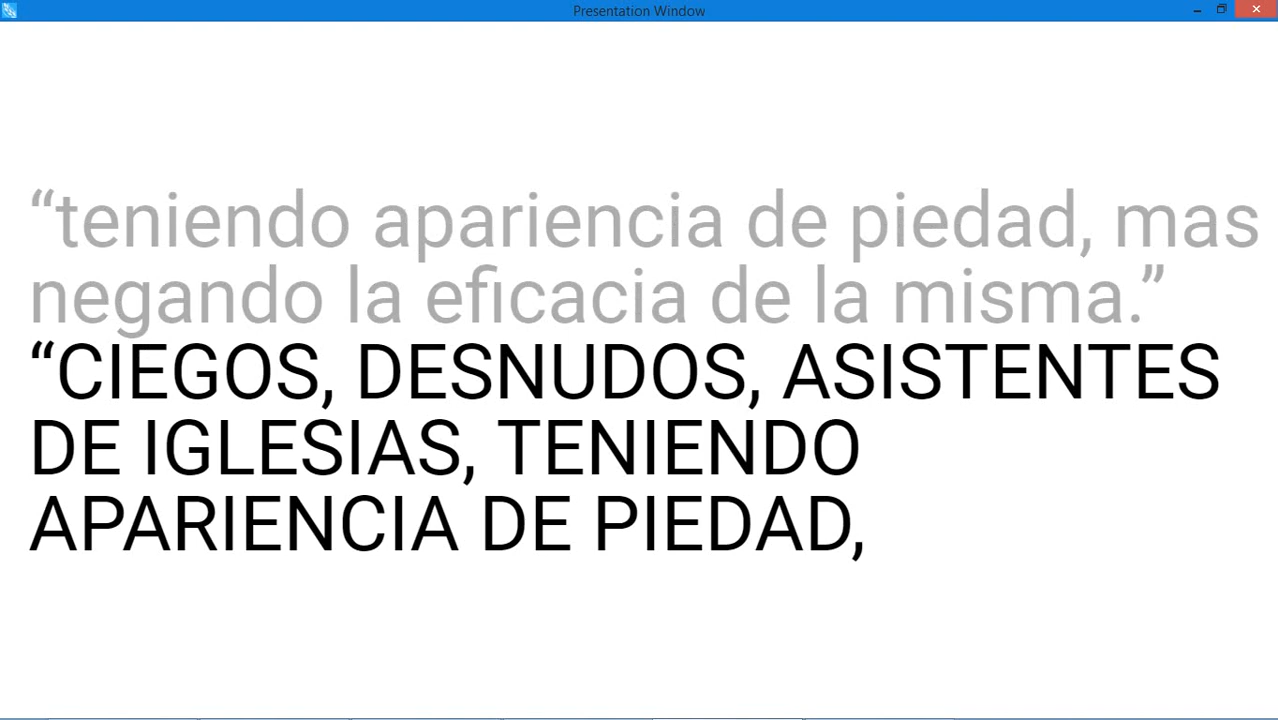 Presentation Window
“teniendo apariencia de piedad, mas
negando la eficacia de la misma.”
“CIEGOS, DESNUDOS, ASISTENTES
DE IGLESIAS, TENIENDO
APARIENCIA DE PIEDAD,